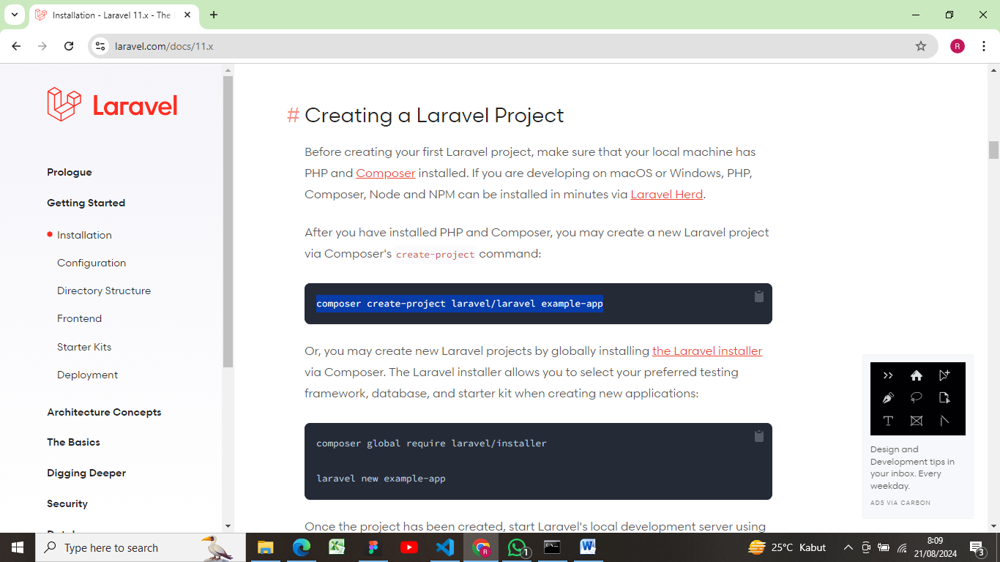 Installation - Laravel 11.x - The
laravel.com/docs/11.x
R
Laravel
Prologue
Getting Started
Installation
Configuration
Directory Structure
Frontend
Starter Kits
Deployment
Architecture Concepts
The Basics
Digging Deeper
Security
# Creating a Laravel Project
Before creating your first Laravel project, make sure that your local machine has
PHP and Composer installed. If you are developing on macOS or Windows, PHP,
Composer, Node and NPM can be installed in minutes via Laravel Herd.
After you have installed PHP and Composer, you may create a new Laravel project
via Composer's create-project command:
composer create-project laravel/laravel example-app
Or, you may create new Laravel projects by globally installing the Laravel installer
via Composer. The Laravel installer allows you to select your preferred testing
framework, database, and starter kit when creating new applications:
composer global require laravel/installer
laravel new example-app
Once the project has been created, start Laravel's local development server using
Design and
Development tips in
your inbox. Every
weekday.
ADS VIA CARBON
Type here to search
R
1
25°C Kabut
8:09
21/08/2024
3